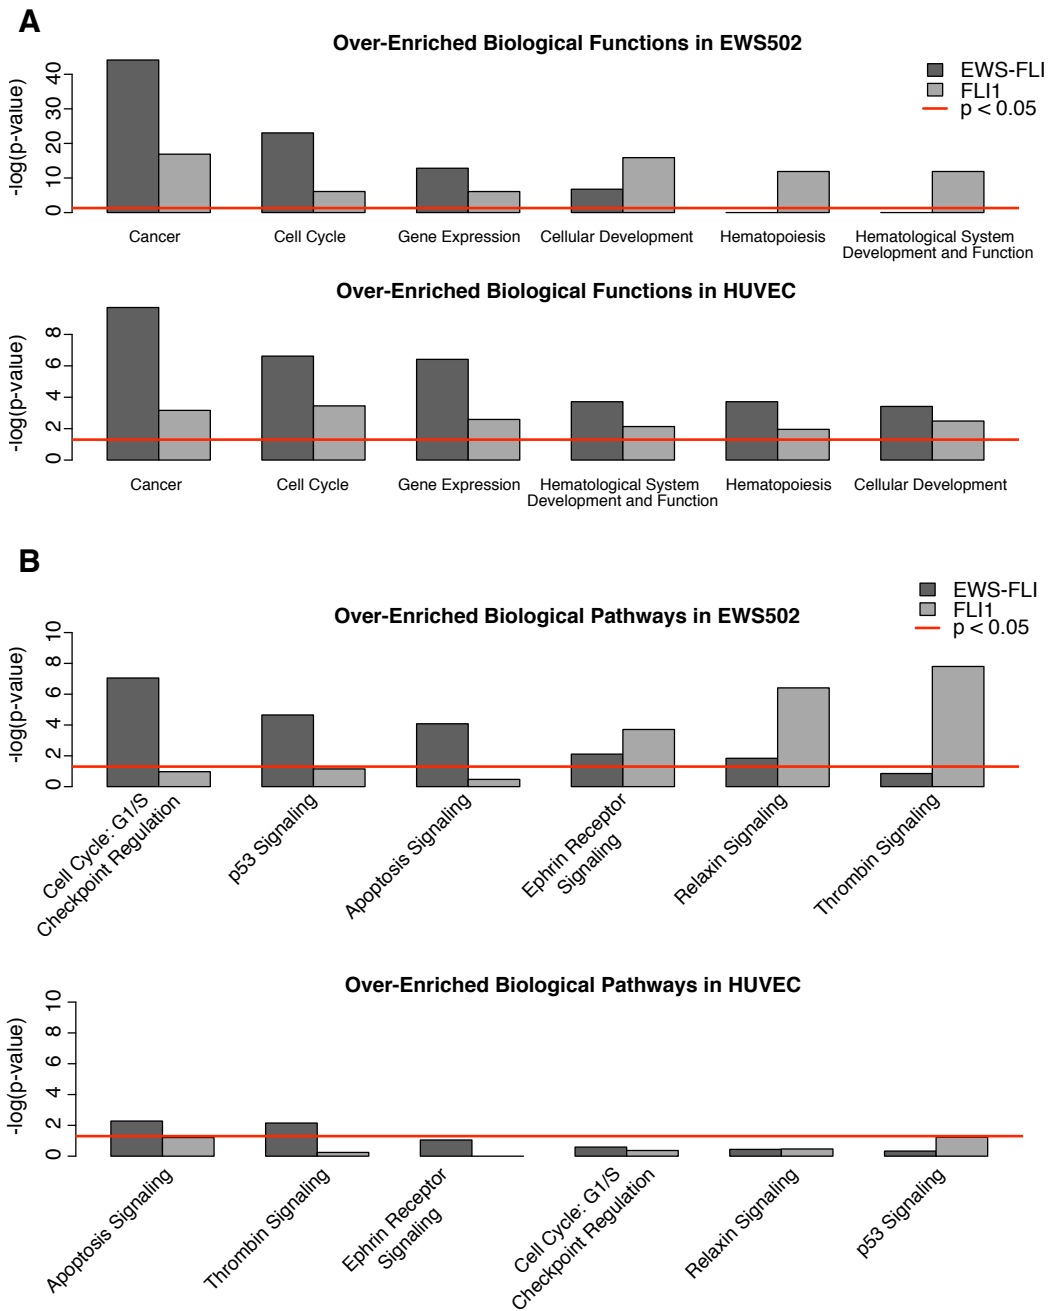 A
Over-Enriched Biological Functions in EWS502
EWS-FLI
FLI1
p < 0.05
-log(p-value)
0 10 20 30 40
Cancer
Cell Cycle
Gene Expression
Cellular Development
Hematopoiesis
Hematological System
Development and Function
Over-Enriched Biological Functions in HUVEC
-log(p-value)
0 2 4 6 8
Cancer
Cell Cycle
Gene Expression
Hematological System
Development and Function
Hematopoiesis
Cellular Development
B
Over-Enriched Biological Pathways in EWS502
EWS-FLI
FLI1
p < 0.05
-log(p-value)
0 2 4 6 8 10
Cell Cycle: G1/S
Checkpoint Regulation
p53 Signaling
Apoptosis Signaling
Ephrin Receptor
Signaling
Relaxin Signaling
Thrombin Signaling
Over-Enriched Biological Pathways in HUVEC
-log(p-value)
0 2 4 6 8 10
Apoptosis Signaling
Thrombin Signaling
Ephrin Receptor
Signaling
Cell Cycle: G1/S
Checkpoint Regulation
Relaxin Signaling
p53 Signaling